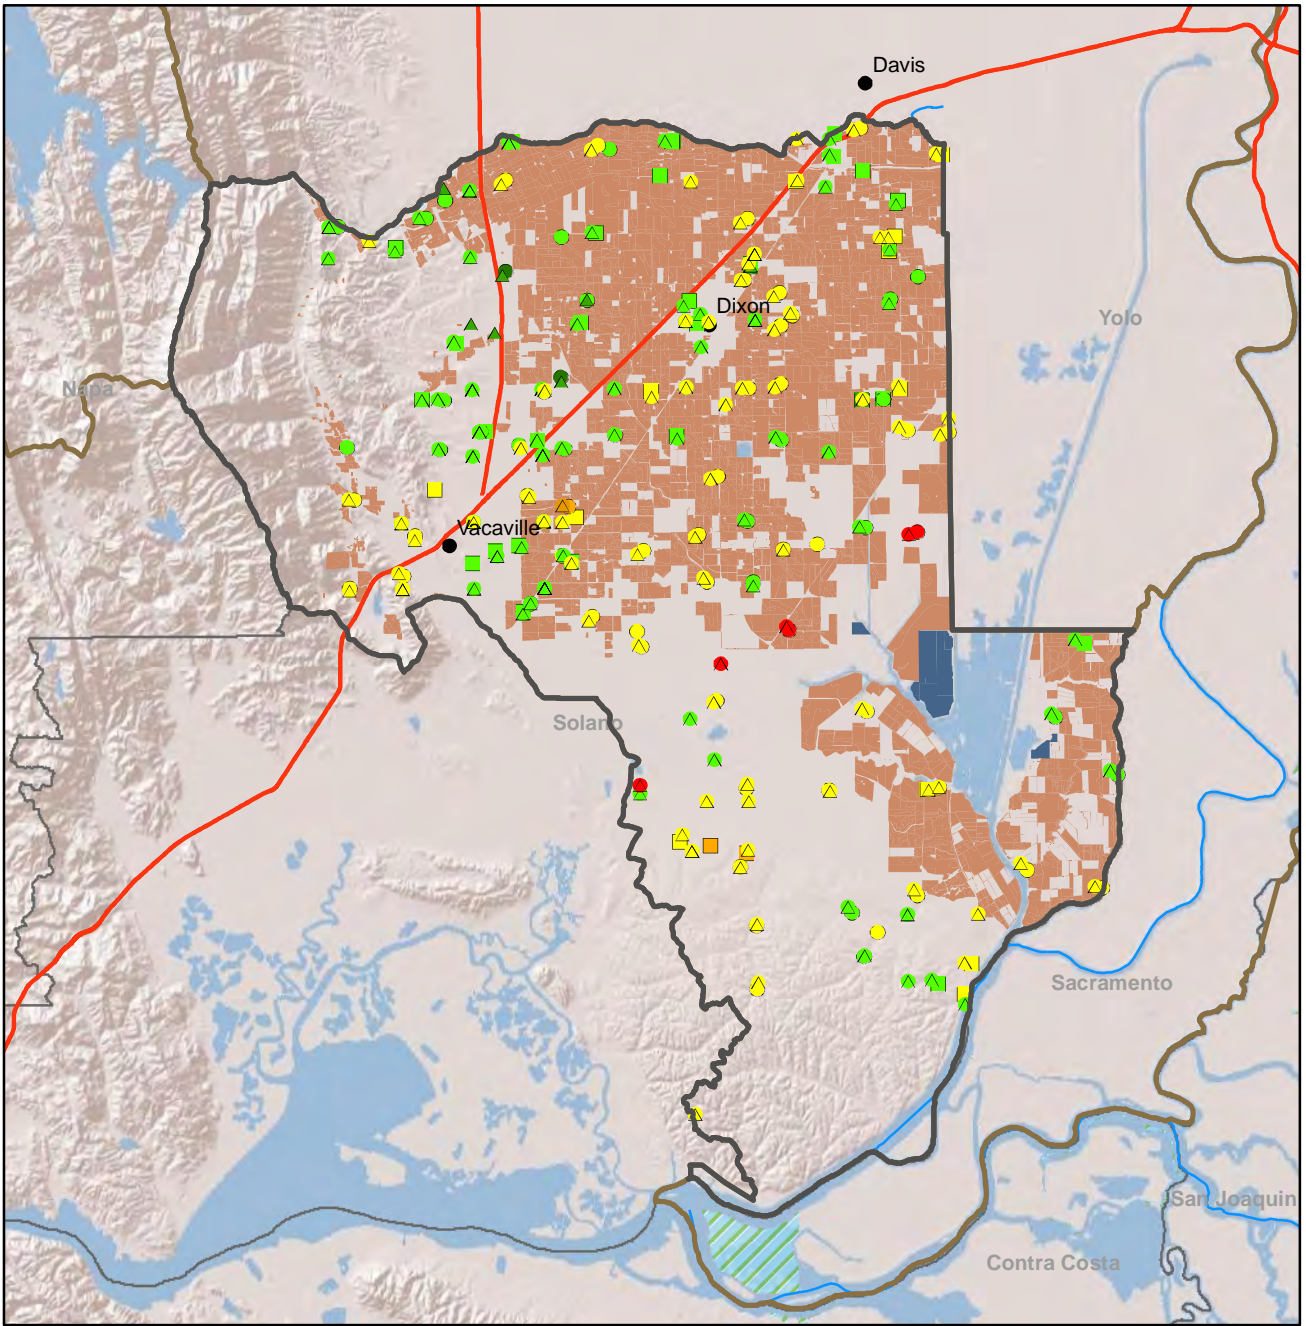 Davis
Dixon
Yolo
Napa
Vacaville
Solano
Sacramento
San Joaquin
Contra Costa